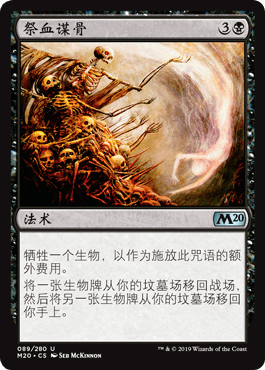 祭血谋骨 3
M20
法术
牺牲一个生物，以作为施放此咒语的额
外费用。
将一张生物牌从你的坟墓场移回战场，
然后将另一张生物牌从你的坟墓场移回
你手上。
089/280 U
M20 • CS SEB MCKINNON
™ & © 2019 Wizards of the Coast